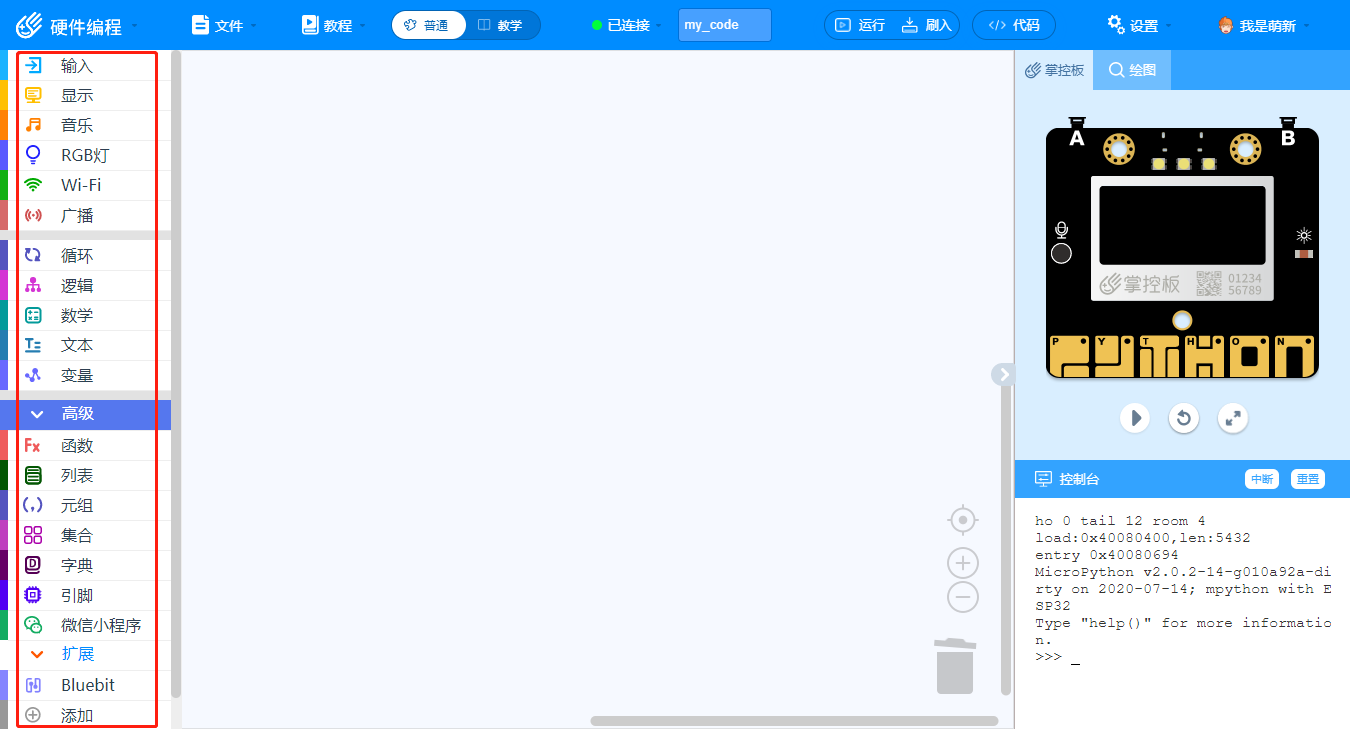 硬件编程 文件 教程 普通 教学 已连接 my_code 运行 刷入 </> 代码 设置 我是萌新
输入
显示
音乐
RGB灯
Wi-Fi
广播
循环
逻辑
数学
文本
变量
高级
Fx 函数
列表
元组
集合
字典
引脚
微信小程序
扩展
Bluebit
添加
掌控板 绘图
A B
掌控板 01234
56789
P Y T H O N
控制台 中断 重置
ho 0 tail 12 room 4
load:0x40080400,len:5432
entry 0x40080694
MicroPython v2.0.2-14-g010a92a-di
rty on 2020-07-14; mpython with E
SP32
Type "help()" for more informatio
n.
>>> _